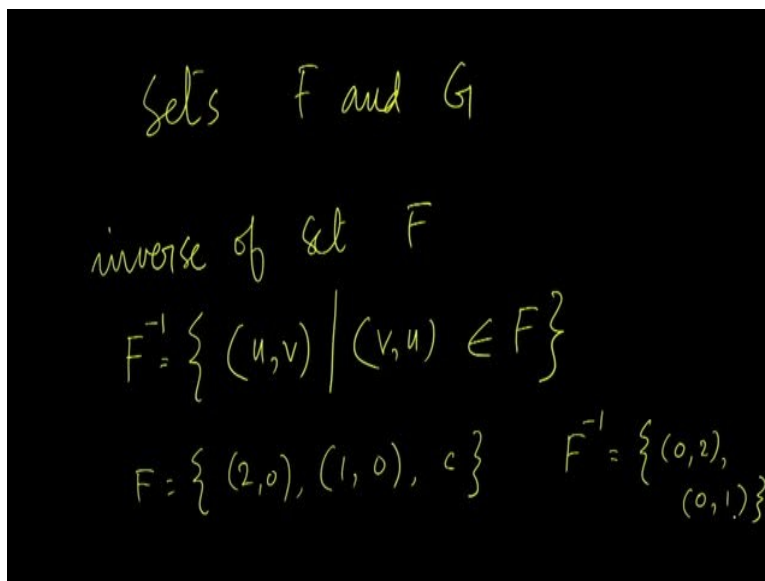 Sets F and G
inverse of set F
F⁻¹ = { (u,v) | (v,u) ∈ F}
F = { (2,0), (1,0), c } F⁻¹ = { (0,2),
(0,1)}